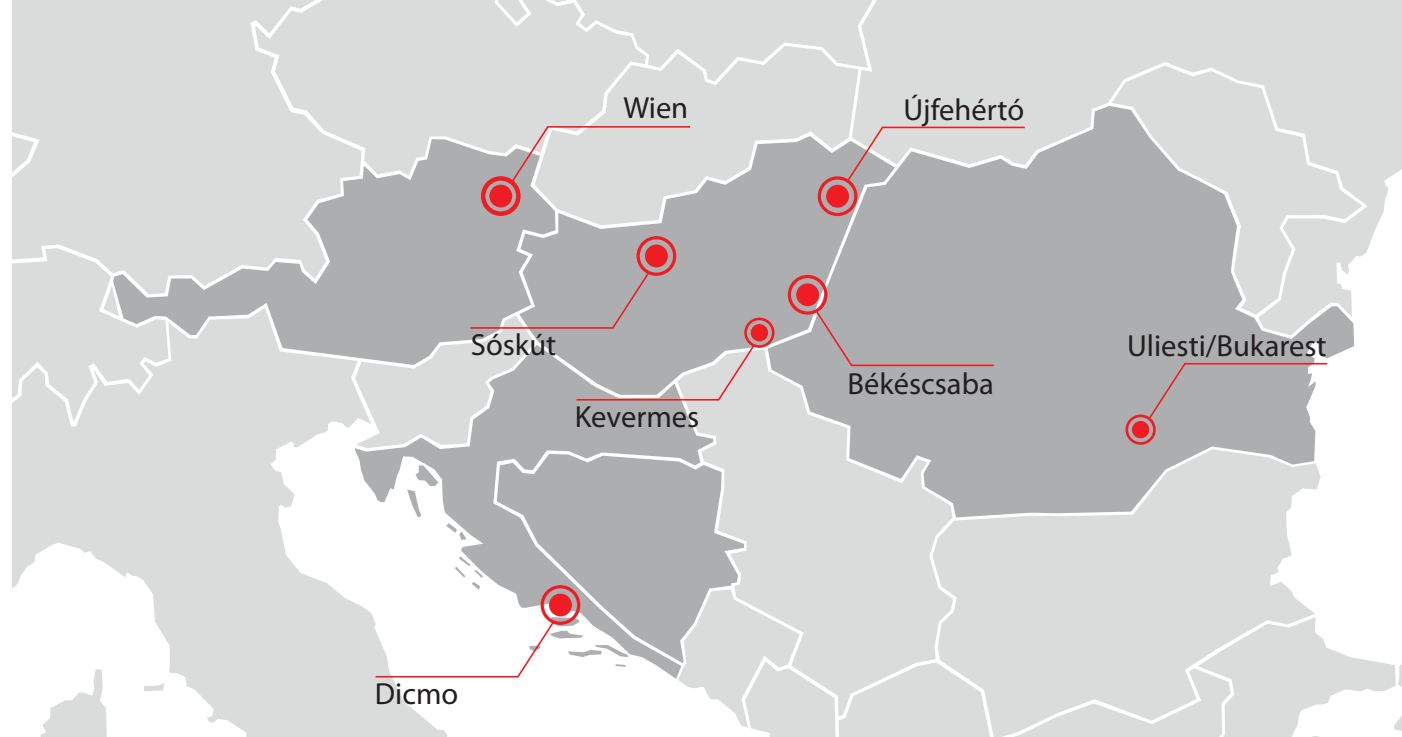 Wien
Újfehértó
Sóskút
Uliesti/Bukarest
Békéscsaba
Kevermes
Dicmo